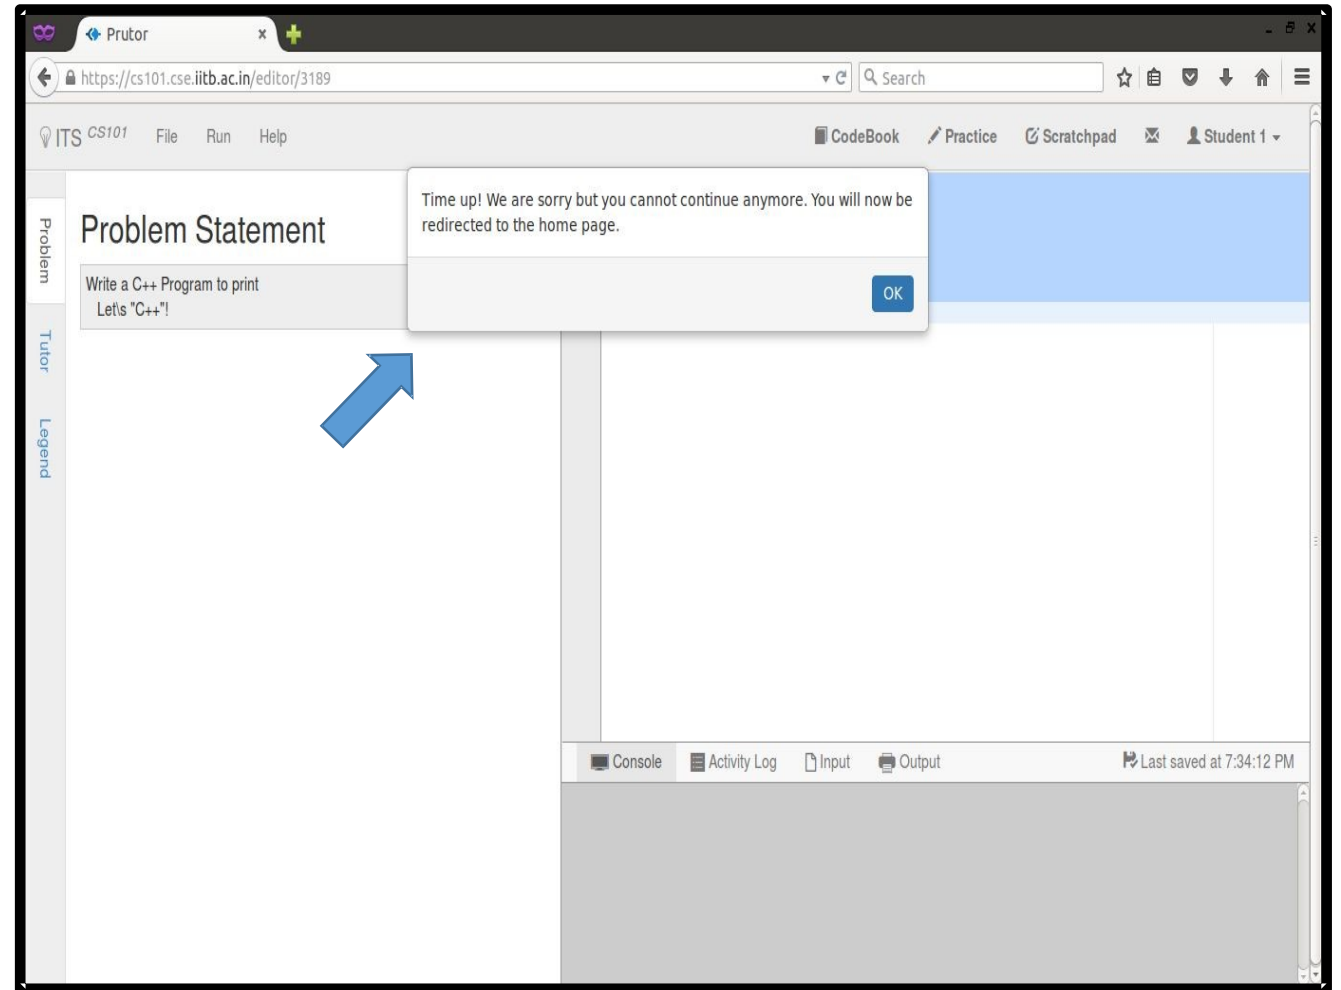 Prutor
https://cs101.cse.iitb.ac.in/editor/3189
Search
ITS CS101 File Run Help
CodeBook Practice Scratchpad Student 1
Time up! We are sorry but you cannot continue anymore. You will now be
redirected to the home page.
OK
Problem
Tutor
Legend
Problem Statement
Write a C++ Program to print
Let\s "C++"!
Console Activity Log Input Output Last saved at 7:34:12 PM